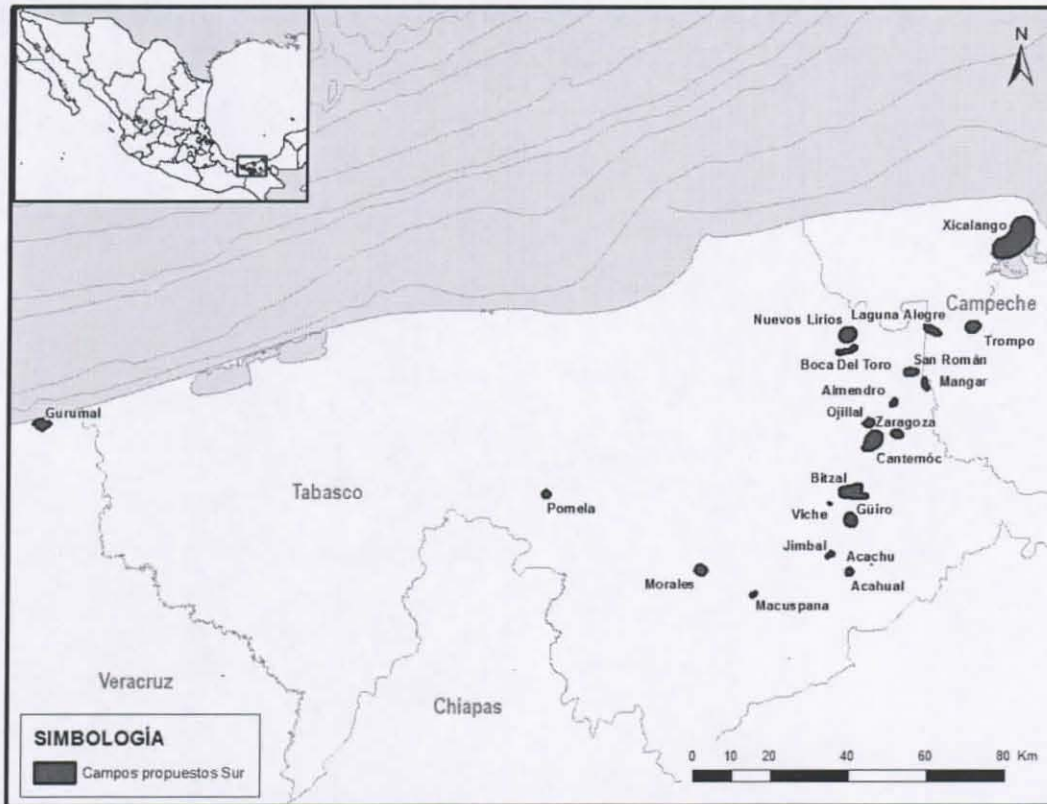 N
Xicalango
Campeche
Nuevos Lirios
Laguna Alegre
Trompo
Boca Del Toro
San Román
Mangar
Almendro
Ojillal
Zaragoza
Gurumal
Cantemóc
Tabasco
Bitzal
Pomela
Viche
Güiro
Jimbal
Acachu
Morales
Acahual
Macuspana
Veracruz
Chiapas
SIMBOLOGÍA
Campos propuestos Sur
0 10 20 40 60 80 Km